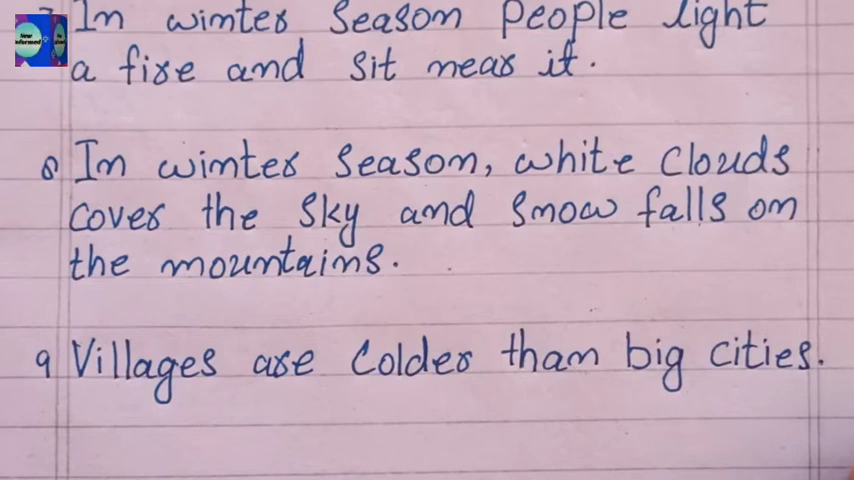 7 In winter season people light
a fire and sit near it.
8 In winter season, white clouds
cover the sky and snow falls on
the mountains.
9 Villages are colder than big cities.